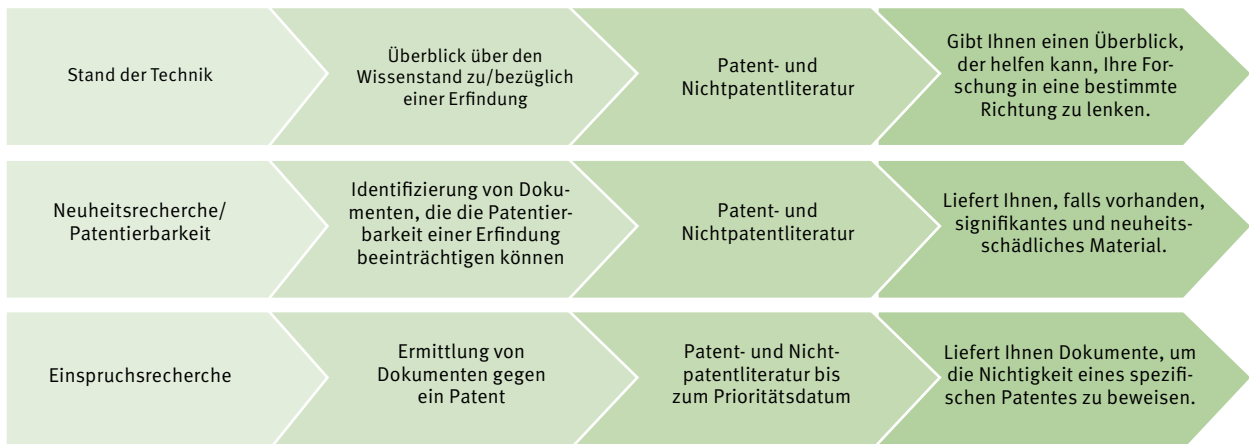 Stand der Technik
Überblick über den
Wissenstand zu/bezüglich
einer Erfindung
Patent- und
Nichtpatentliteratur
Gibt Ihnen einen Überblick,
der helfen kann, Ihre For-
schung in eine bestimmte
Richtung zu lenken.
Neuheitsrecherche/
Patentierbarkeit
Identifizierung von Doku-
menten, die die Patentier-
barkeit einer Erfindung
beeinträchtigen können
Patent- und
Nichtpatentliteratur
Liefert Ihnen, falls vorhanden,
signifikantes und neuheits-
schädliches Material.
Einspruchsrecherche
Ermittlung von
Dokumenten gegen
ein Patent
Patent- und Nicht-
patentliteratur bis
zum Prioritätsdatum
Liefert Ihnen Dokumente, um
die Nichtigkeit eines spezifi-
schen Patentes zu beweisen.